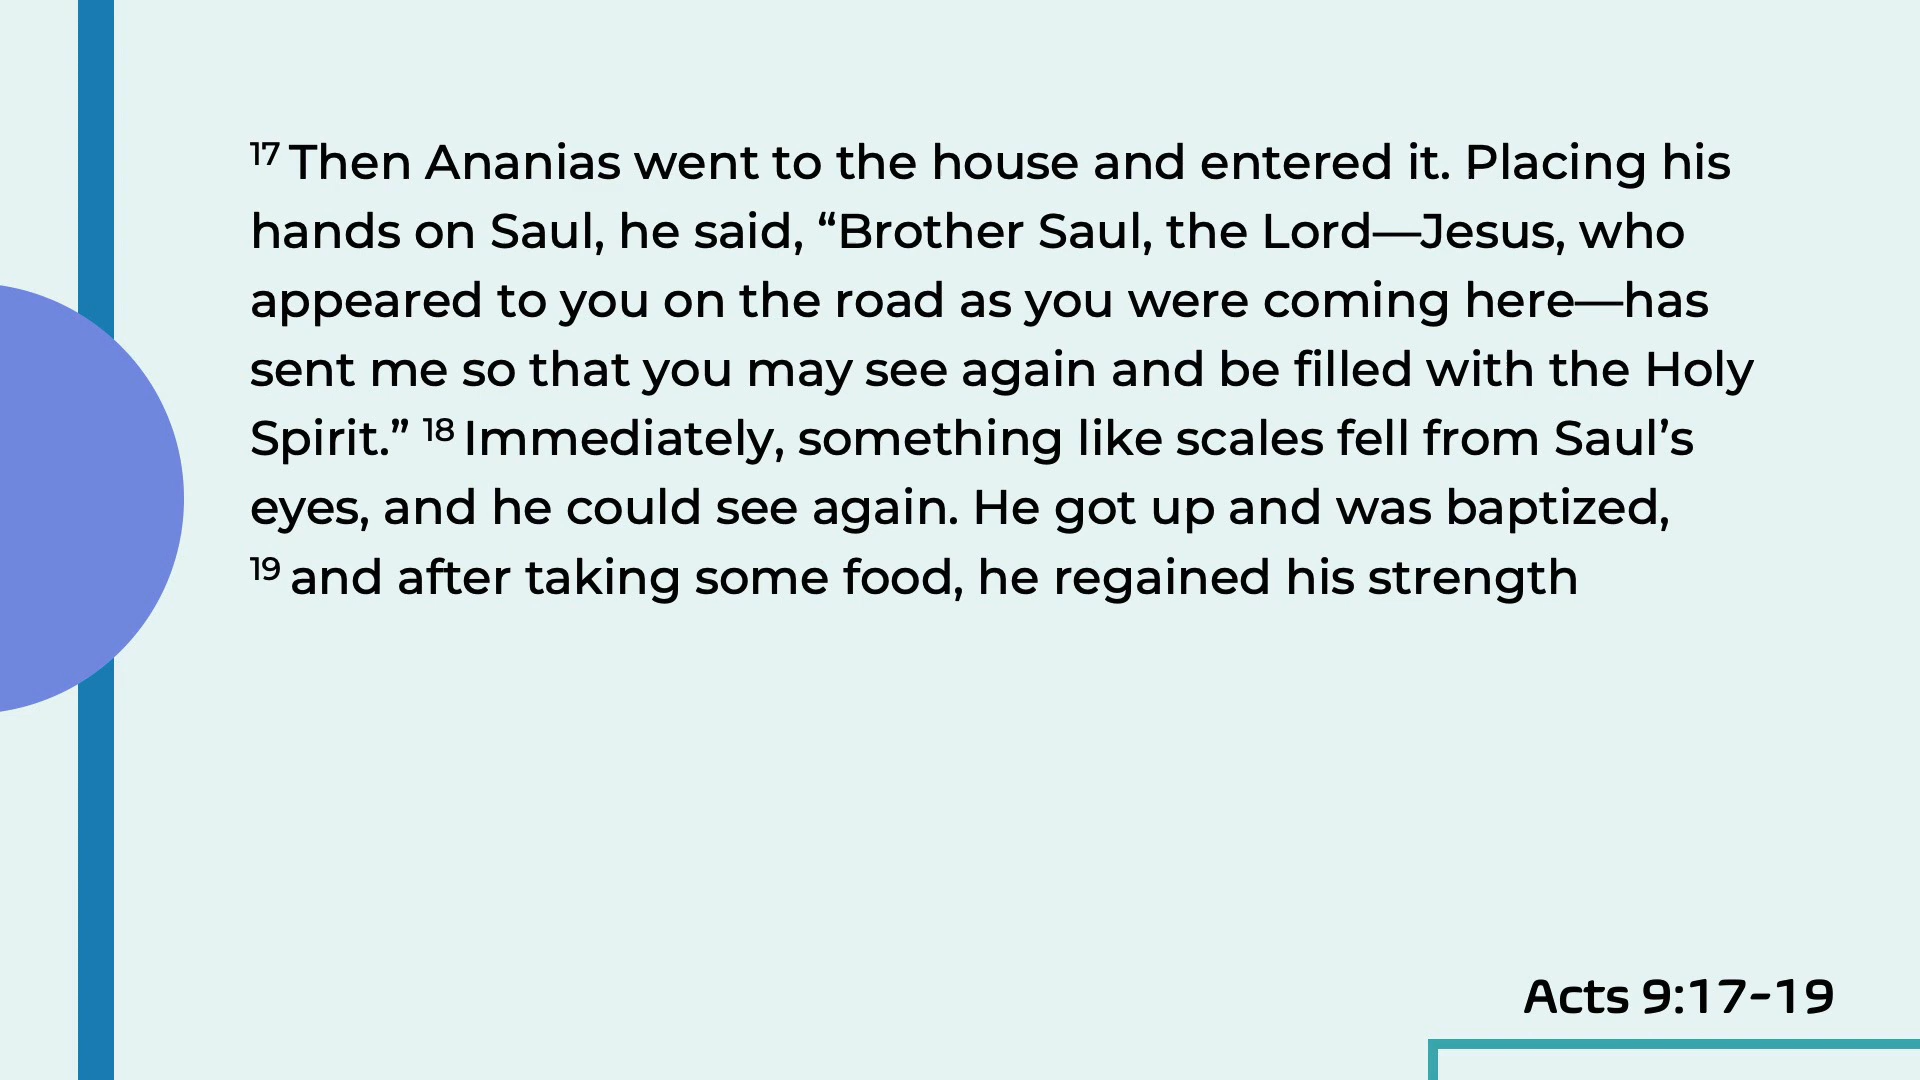 17 Then Ananias went to the house and entered it. Placing his
hands on Saul, he said, “Brother Saul, the Lord—Jesus, who
appeared to you on the road as you were coming here—has
sent me so that you may see again and be filled with the Holy
Spirit.” 18 Immediately, something like scales fell from Saul’s
eyes, and he could see again. He got up and was baptized,
19 and after taking some food, he regained his strength
Acts 9:17-19